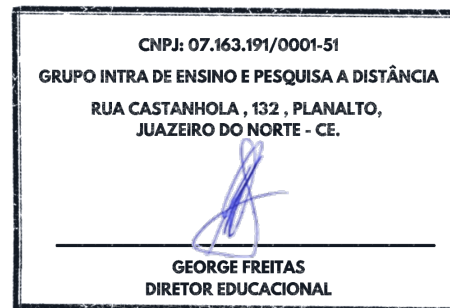 CNPJ: 07.163.191/0001-51
GRUPO INTRA DE ENSINO E PESQUISA A DISTÂNCIA
RUA CASTANHOLA , 132 , PLANALTO,
JUAZEIRO DO NORTE - CE.
GEORGE FREITAS
DIRETOR EDUCACIONAL